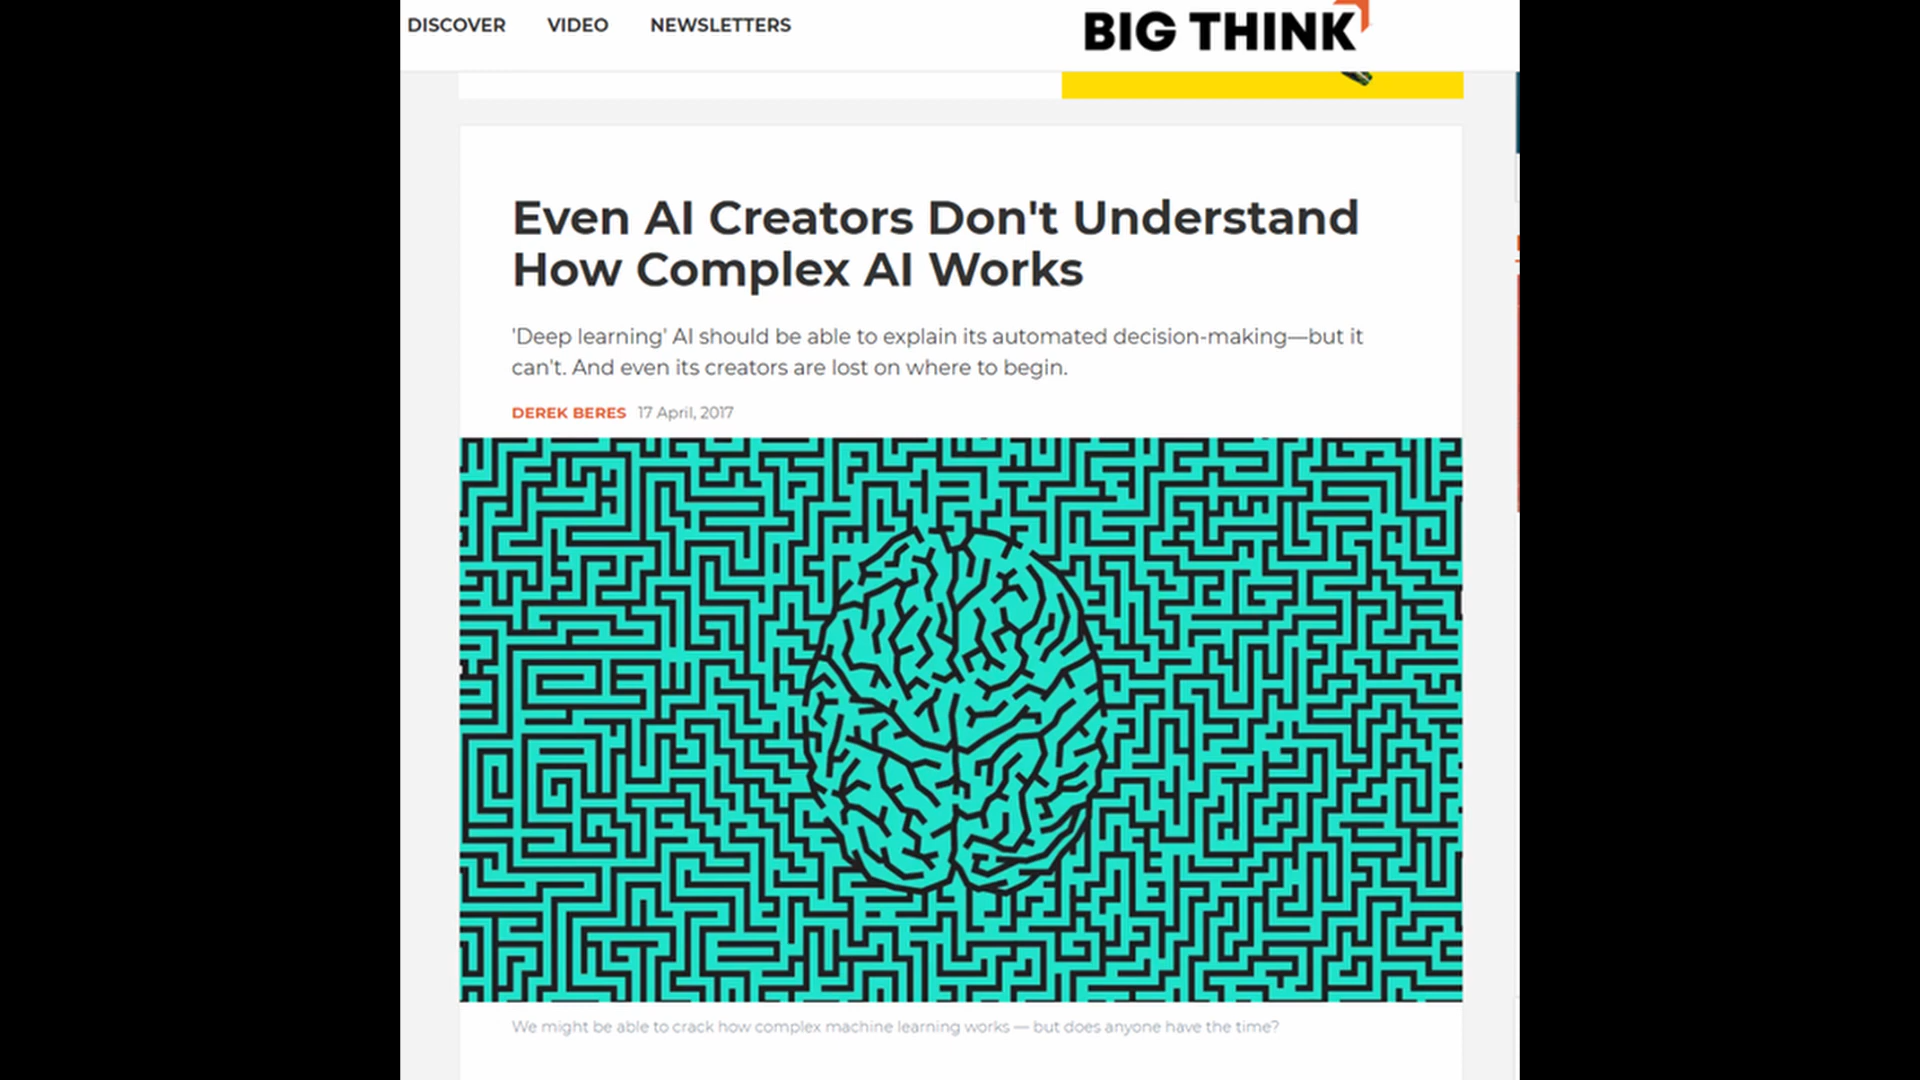 DISCOVER VIDEO NEWSLETTERS BIG THINK
Even AI Creators Don't Understand
How Complex AI Works
'Deep learning' AI should be able to explain its automated decision-making—but it
can't. And even its creators are lost on where to begin.
DEREK BERES 17 April, 2017
We might be able to crack how complex machine learning works — but does anyone have the time?